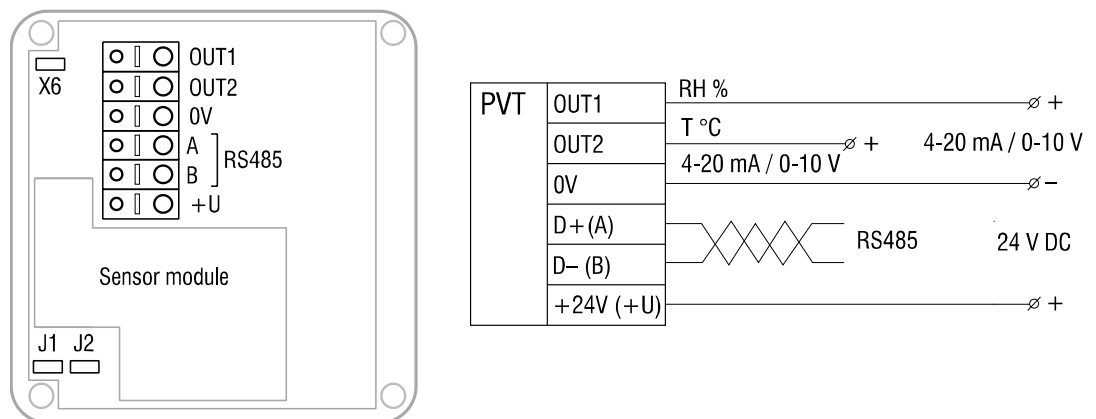 X6
OUT1
OUT2
0V
A
B
RS485
+U
Sensor module
J1 J2
PVT
OUT1
RH %
+
OUT2
T °C
+
4-20 mA / 0-10 V
4-20 mA / 0-10 V
0V
–
D+(A)
D– (B)
RS485
24 V DC
+24V (+U)
+